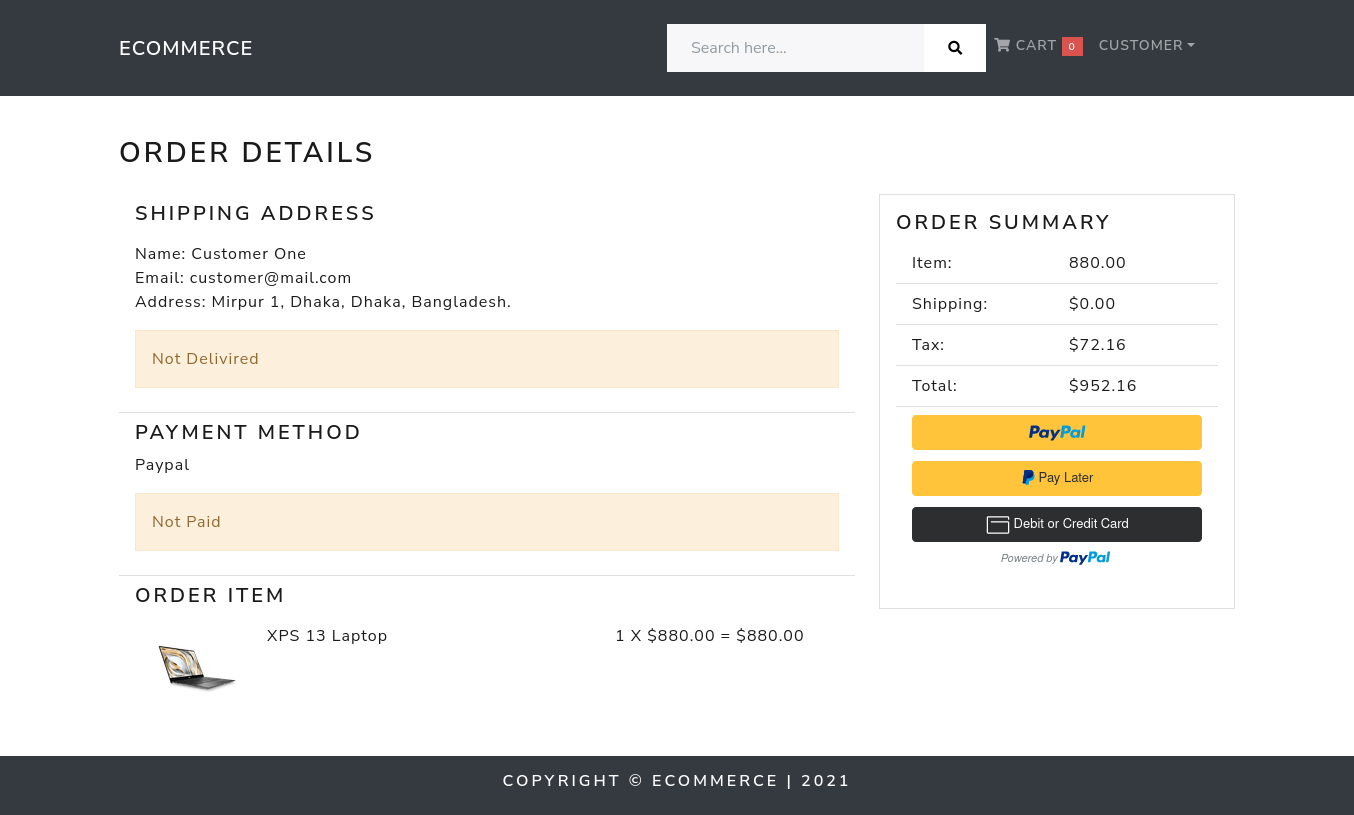 ECOMMERCE
Search here...
CART 0
CUSTOMER
ORDER DETAILS
SHIPPING ADDRESS
Name: Customer One
Email: customer@mail.com
Address: Mirpur 1, Dhaka, Dhaka, Bangladesh.
Not Delivired
PAYMENT METHOD
Paypal
Not Paid
ORDER ITEM
XPS 13 Laptop
1 X $880.00 = $880.00
ORDER SUMMARY
Item: 880.00
Shipping: $0.00
Tax: $72.16
Total: $952.16
PayPal
Pay Later
Debit or Credit Card
Powered by PayPal
COPYRIGHT © ECOMMERCE | 2021